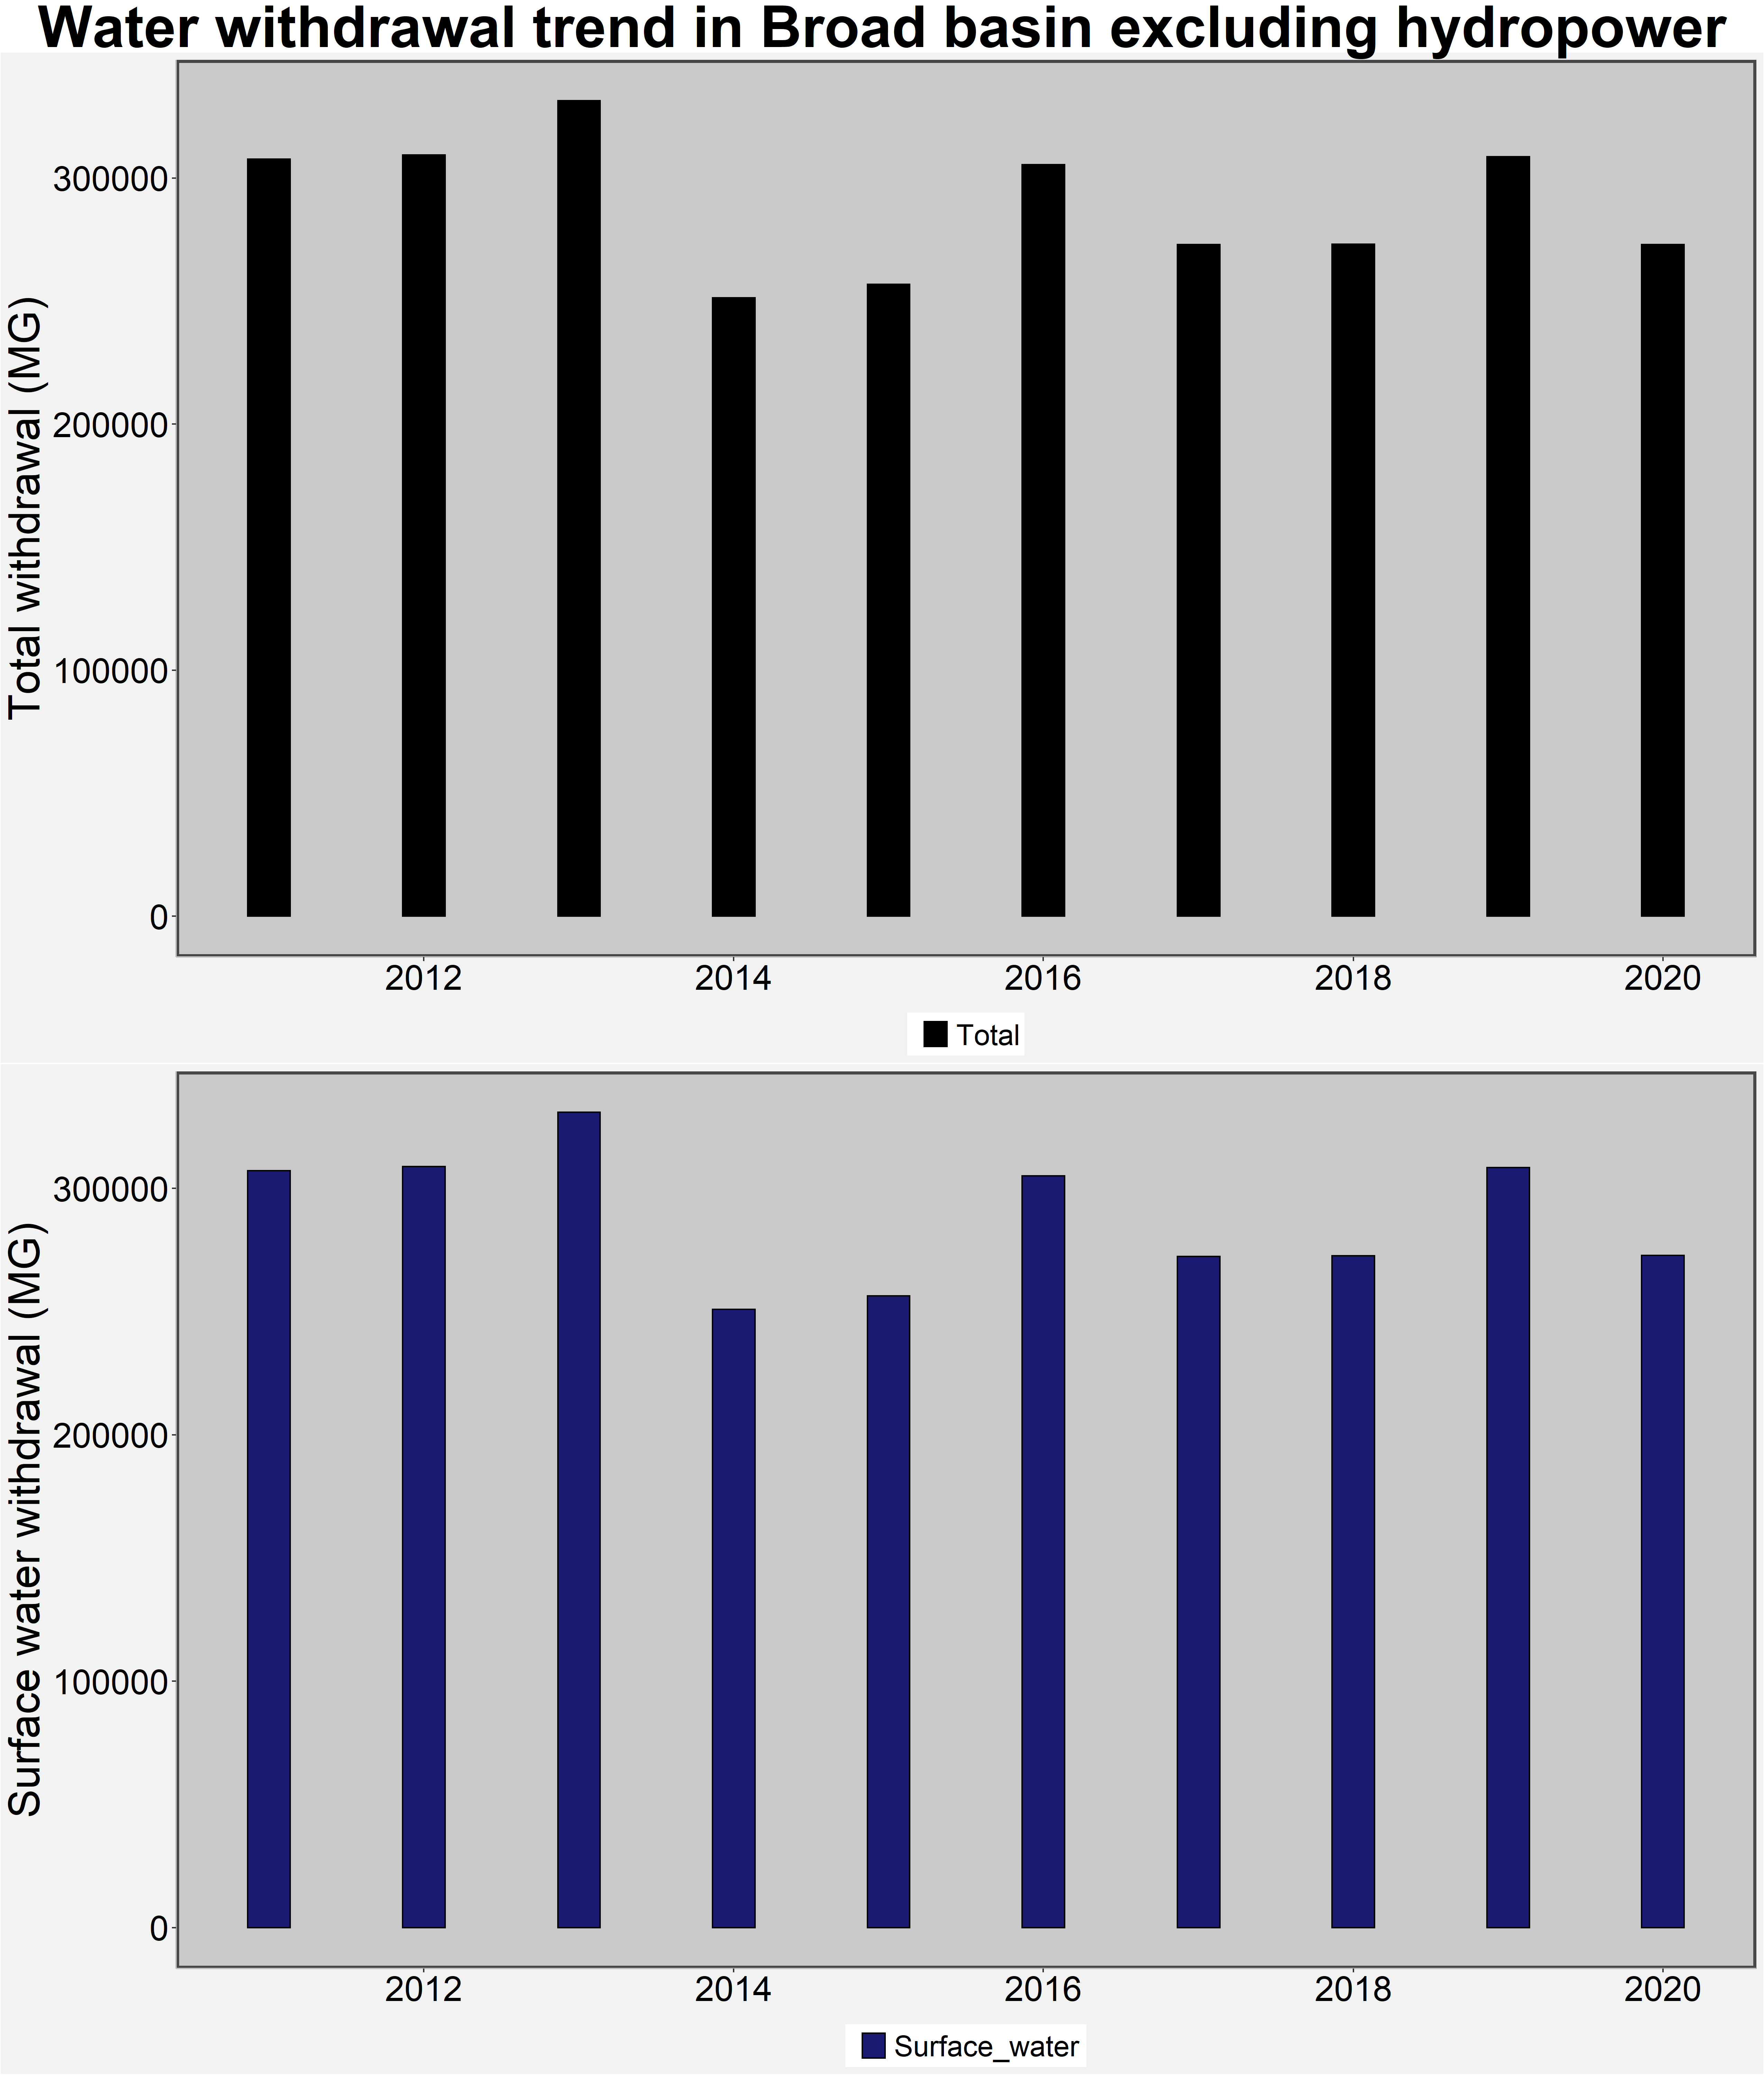 Water withdrawal trend in Broad basin excluding hydropower
Total withdrawal (MG)
300000
200000
100000
0
2012 2014 2016 2018 2020
Total
Surface water withdrawal (MG)
300000
200000
100000
0
2012 2014 2016 2018 2020
Surface_water